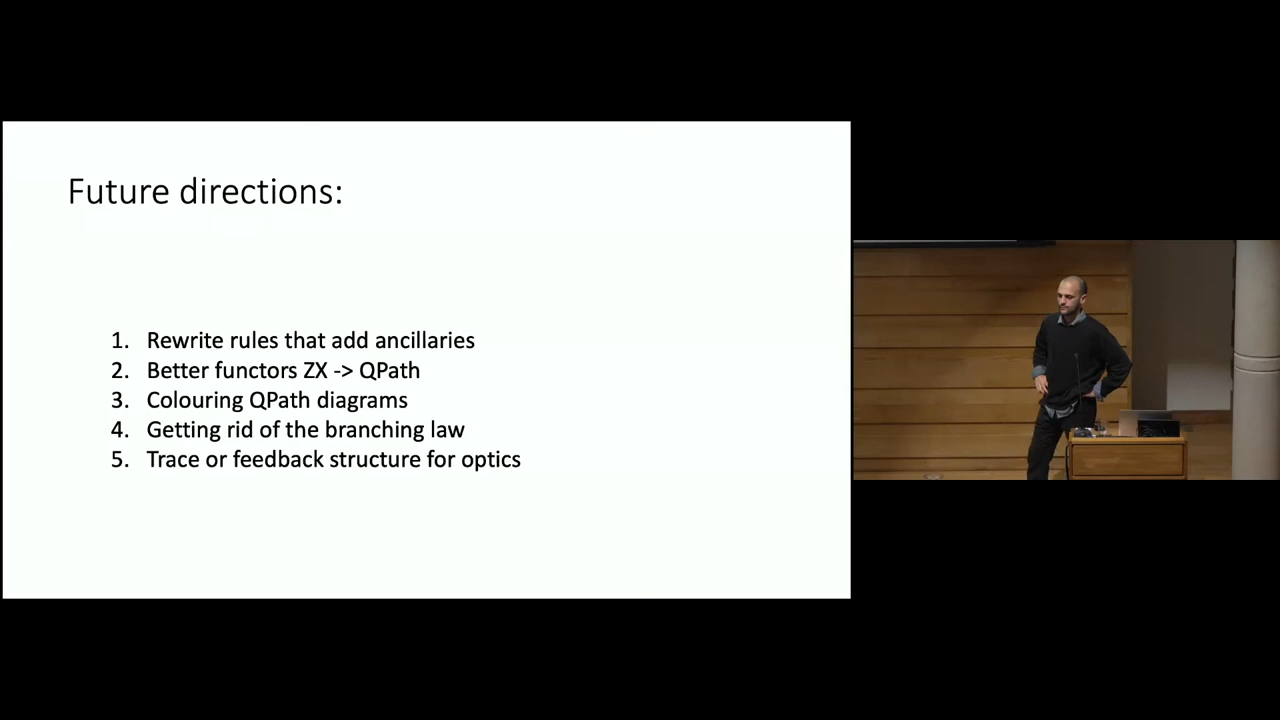 Future directions:
1. Rewrite rules that add ancillaries
2. Better functors ZX -> QPath
3. Colouring QPath diagrams
4. Getting rid of the branching law
5. Trace or feedback structure for optics